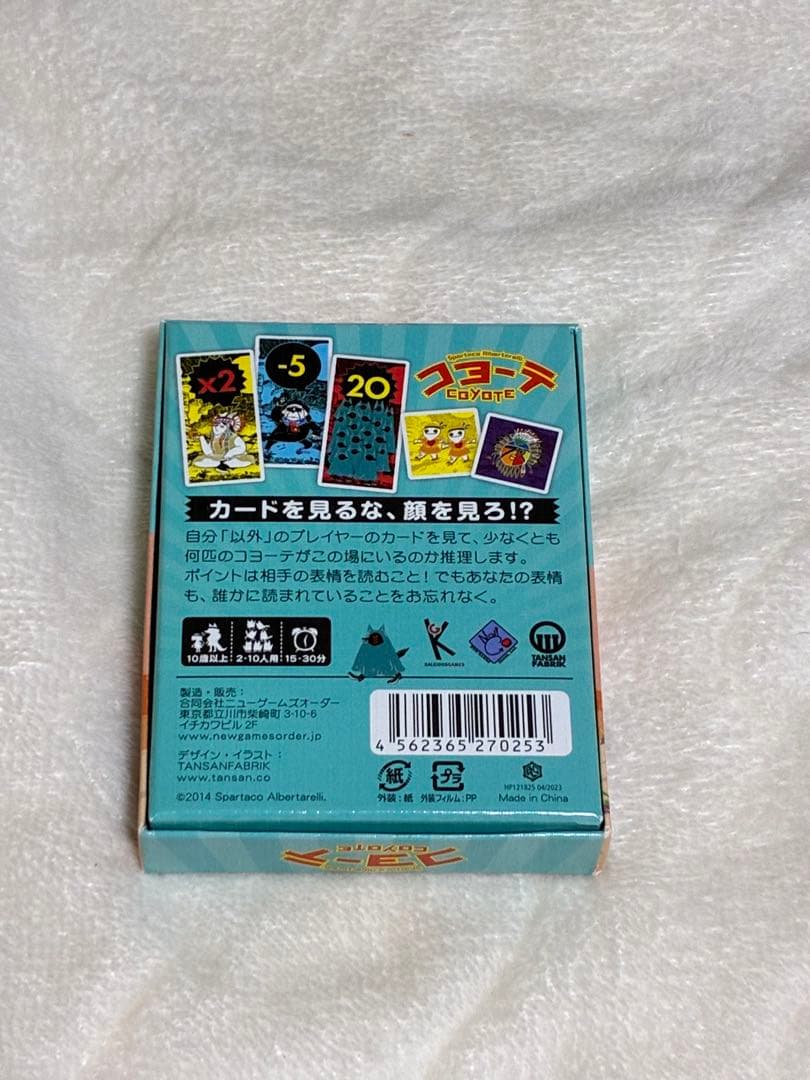 x2
-5
20
Spartaco Albertarelli
コヨーテ
COYOTE
カードを見るな、顔を見ろ!?
自分「以外」のプレイヤーのカードを見て、少なくとも
何匹のコヨーテがこの場にいるのか推理します。
ポイントは相手の表情を読むこと!でもあなたの表情
も、誰かに読まれていることをお忘れなく。
10歳以上
2-10人用
15-30分
KALEIDOSGAMES
TANSAN
FABRIK
製造・販売:
合同会社ニューゲームズオーダー
東京都立川市柴崎町 3-10-6
イチカワビル 2F
www.newgamesorder.jp
デザイン・イラスト:
TANSANFABRIK
www.tansan.co
©2014 Spartaco Albertarelli.
4 562365 270253
紙
外装:紙
プラ
外装フィルム:PP
HP121825 04/2023
Made in China
コヨーテ
COYOTE